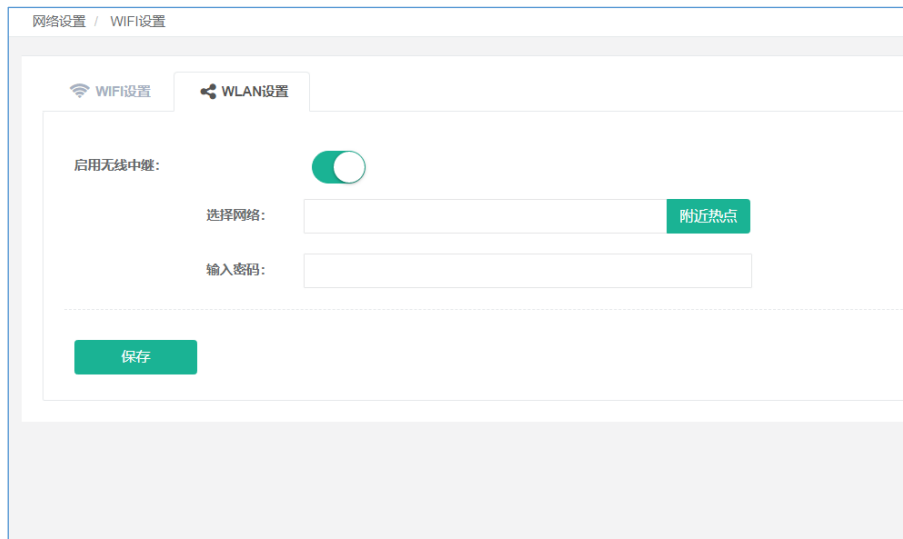 网络设置 / WIFI设置
WIFI设置 WLAN设置
启用无线中继:
选择网络: 附近热点
输入密码:
保存